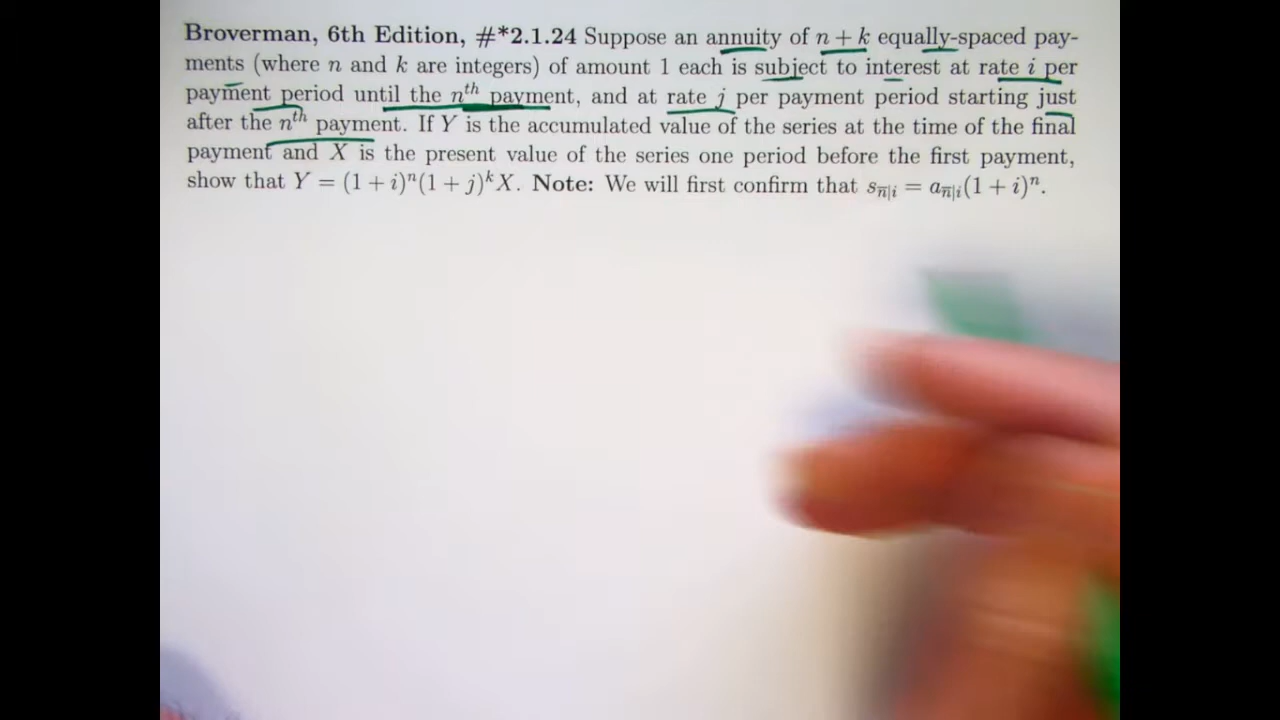 Broverman, 6th Edition, #*2.1.24 Suppose an annuity of n + k equally-spaced pay-
ments (where n and k are integers) of amount 1 each is subject to interest at rate i per
payment period until the nᵗʰ payment, and at rate j per payment period starting just
after the nᵗʰ payment. If Y is the accumulated value of the series at the time of the final
payment and X is the present value of the series one period before the first payment,
show that Y = (1 + i)ⁿ(1 + j)ᵏX. Note: We will first confirm that s_{n̅|i} = a_{n̅|i}(1 + i)ⁿ.